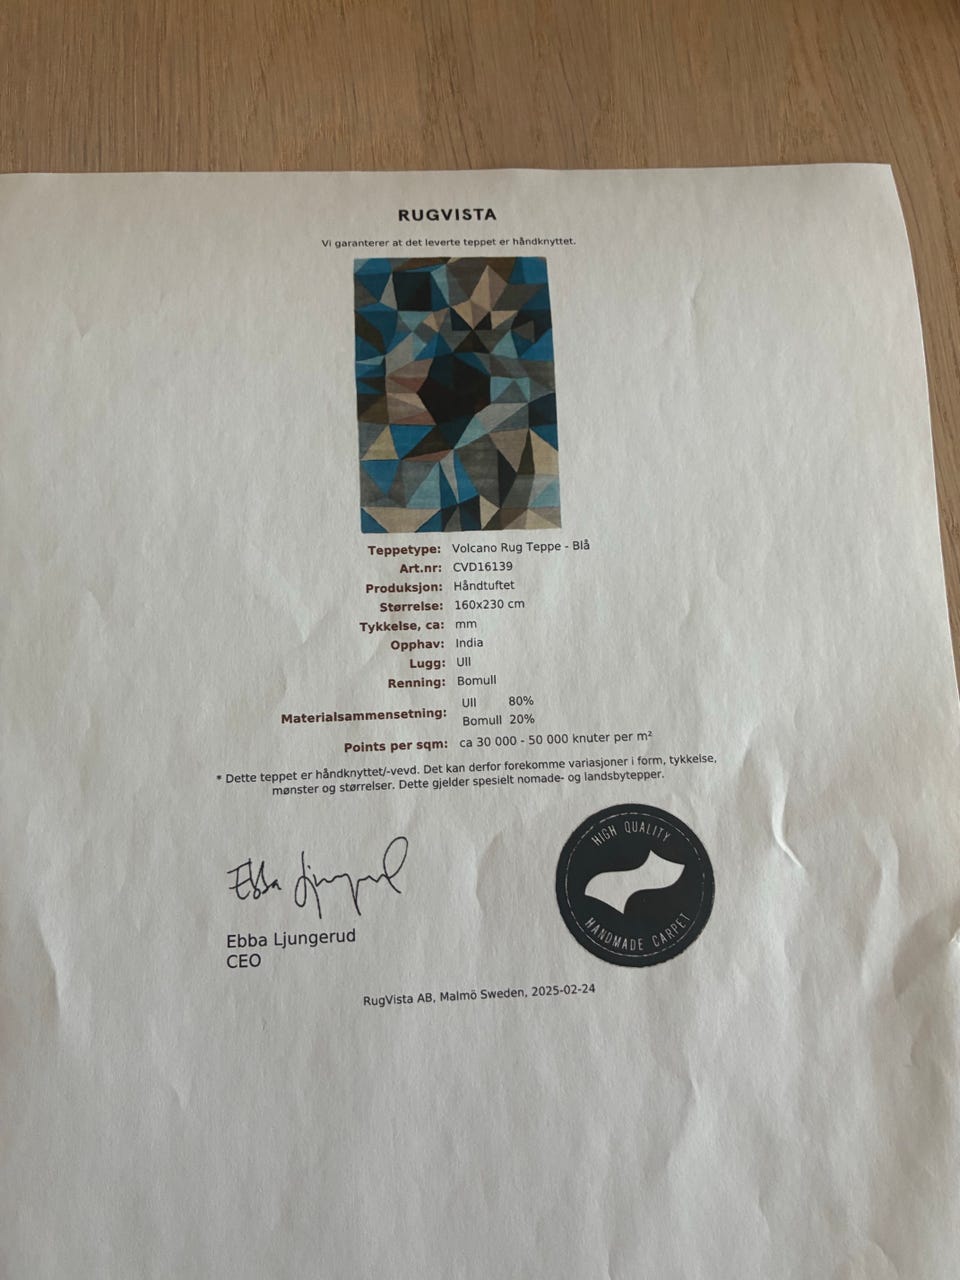 RUGVISTA
Vi garanterer at det leverte teppet er håndknyttet.
Teppetype: Volcano Rug Teppe - Blå
Art.nr: CVD16139
Produksjon: Håndtuftet
Størrelse: 160x230 cm
Tykkelse, ca: mm
Opphav: India
Lugg: Ull
Renning: Bomull
Materialsammensetning: Ull 80%
Bomull 20%
Points per sqm: ca 30 000 - 50 000 knuter per m²
* Dette teppet er håndknyttet/-vevd. Det kan derfor forekomme variasjoner i form, tykkelse,
mønster og størrelser. Dette gjelder spesielt nomade- og landsbytepper.
Ebba Ljungerud
HIGH QUALITY
HANDMADE CARPET
Ebba Ljungerud
CEO
RugVista AB, Malmö Sweden, 2025-02-24